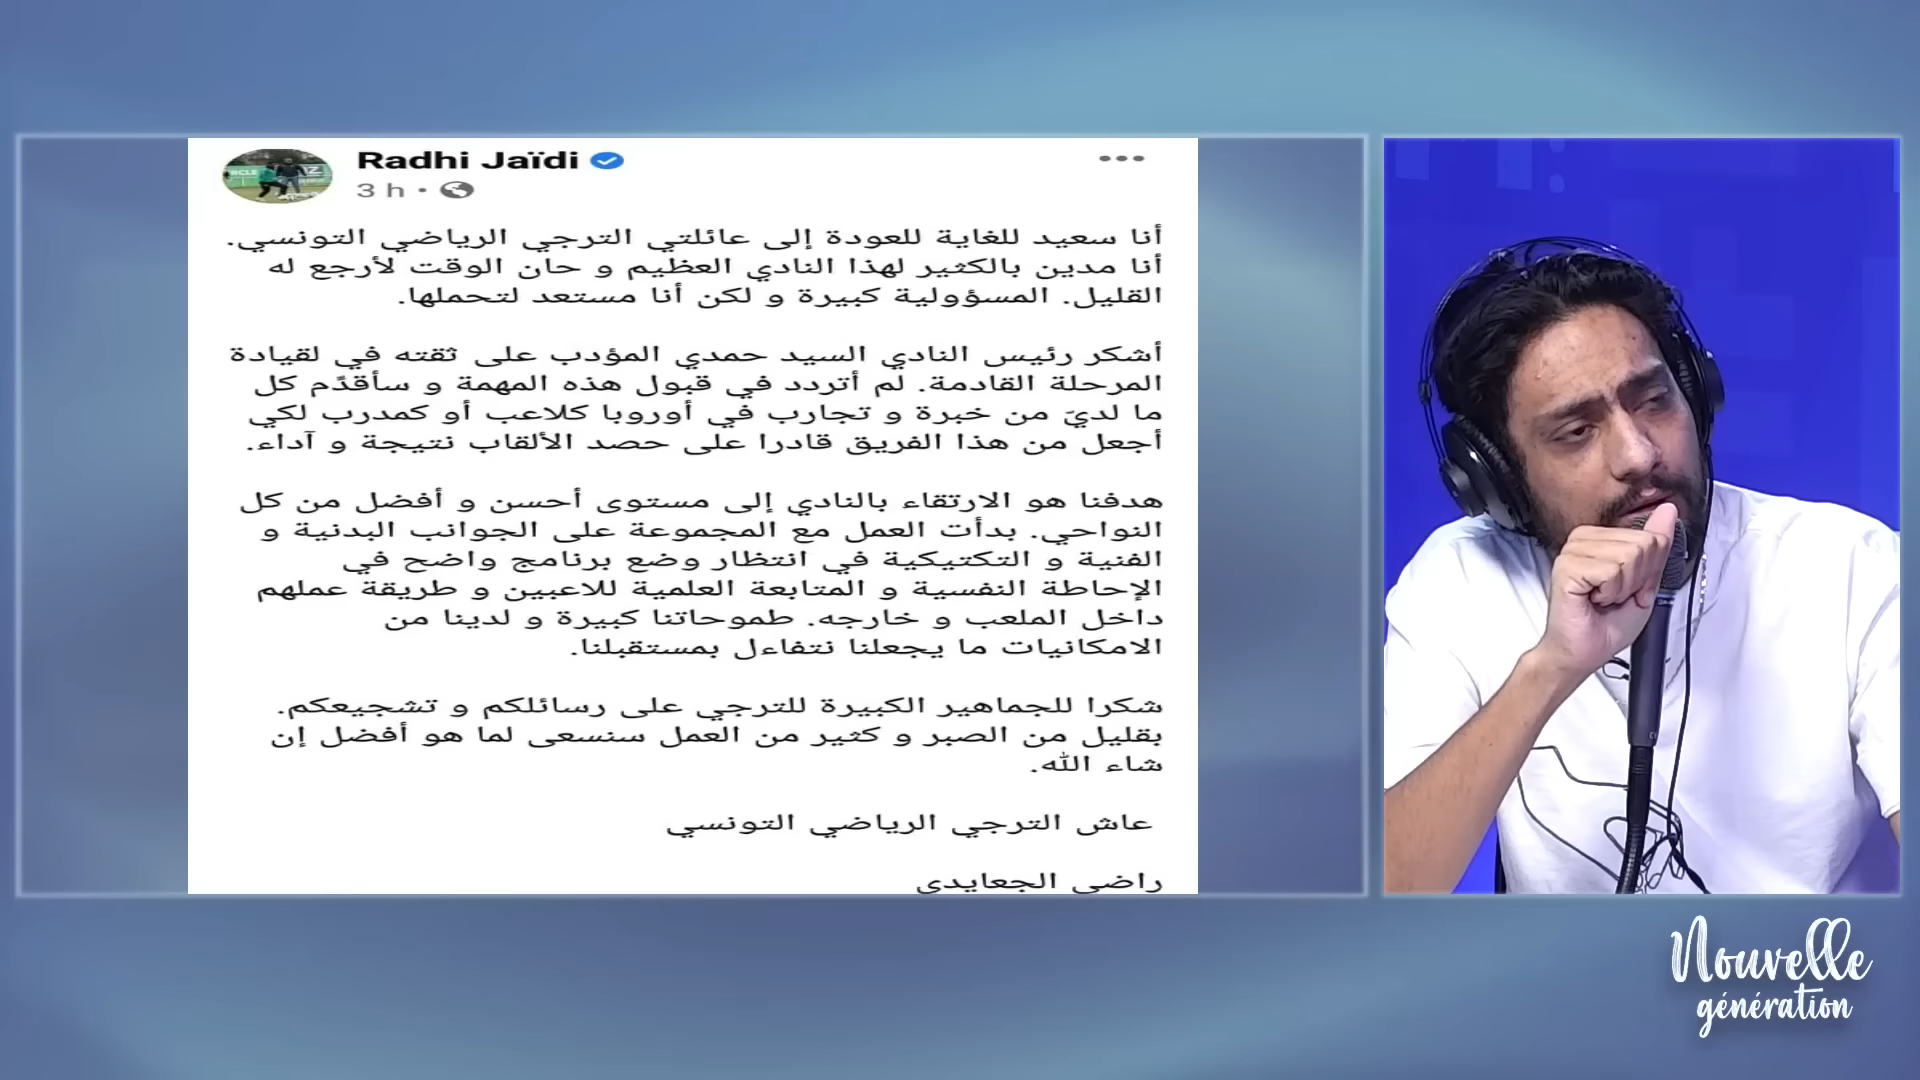 Radhi Jaïdi
3 h
أنا سعيد للغاية للعودة إلى عائلتي الترجي الرياضي التونسي.
أنا مدين بالكثير لهذا النادي العظيم و حان الوقت لأرجع له
القليل. المسؤولية كبيرة و لكن أنا مستعد لتحملها.
أشكر رئيس النادي السيد حمدي المؤدب على ثقته في لقيادة
المرحلة القادمة. لم أتردد في قبول هذه المهمة و سأقدّم كل
ما لديَ من خبرة و تجارب في أوروبا كلاعب أو كمدرب لكي
أجعل من هذا الفريق قادرا على حصد الألقاب نتيجة و آداء.
هدفنا هو الارتقاء بالنادي إلى مستوى أحسن و أفضل من كل
النواحي. بدأت العمل مع المجموعة على الجوانب البدنية و
الفنية و التكتيكية في انتظار وضع برنامج واضح في
الإحاطة النفسية و المتابعة العلمية للاعبين و طريقة عملهم
داخل الملعب و خارجه. طموحاتنا كبيرة و لدينا من
الامكانيات ما يجعلنا نتفاءل بمستقبلنا.
شكرا للجماهير الكبيرة للترجي على رسائلكم و تشجيعكم.
بقليل من الصبر و كثير من العمل سنسعى لما هو أفضل إن
شاء الله.
عاش الترجي الرياضي التونسي
راضي الجعايدي
Nouvelle
génération